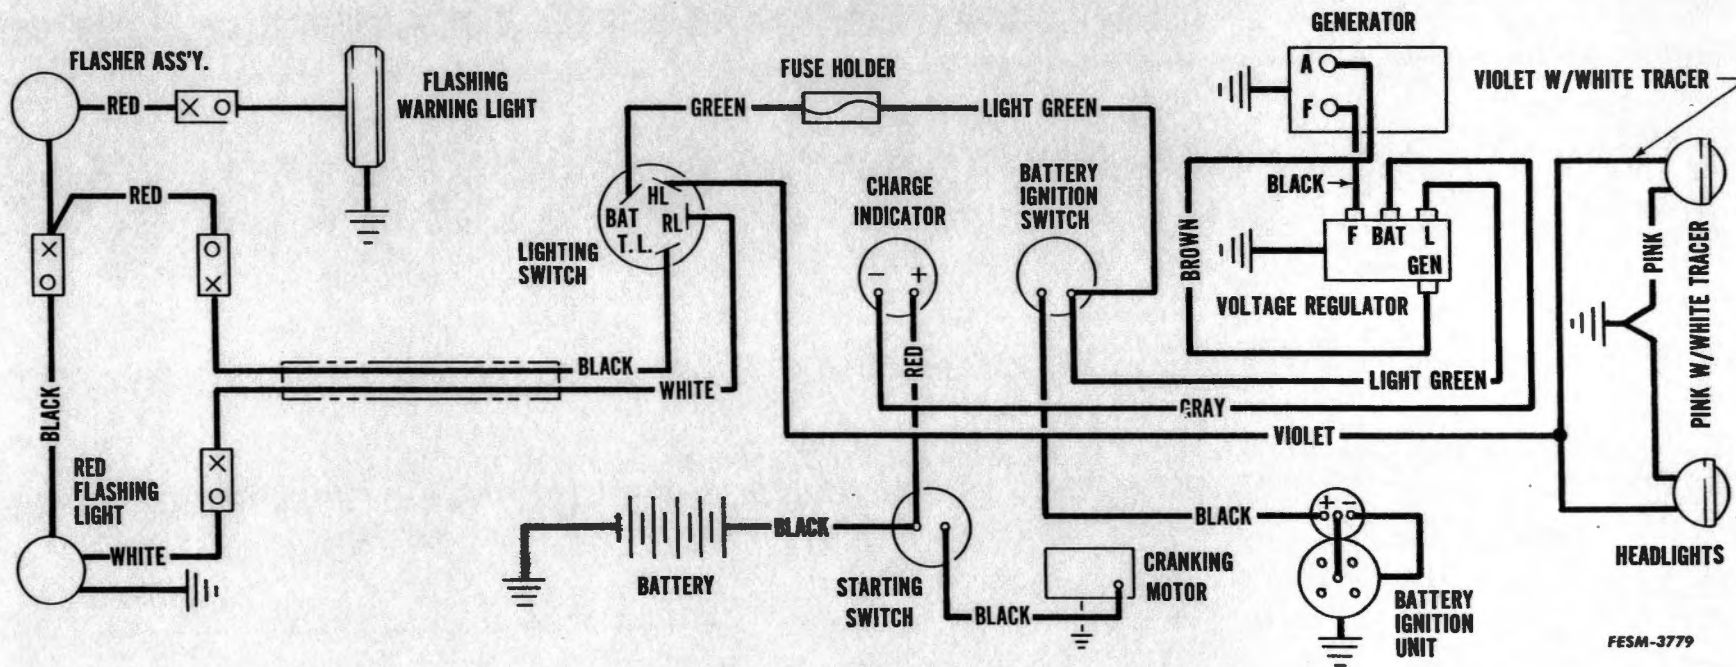 FLASHER ASS'Y.
RED
X O
FLASHING
WARNING LIGHT
RED
X
O
O
X
BLACK
RED
FLASHING
LIGHT
X
O
WHITE
GREEN
FUSE HOLDER
LIGHT GREEN
HL
BAT
RL
T.L.
LIGHTING
SWITCH
BLACK
WHITE
CHARGE
INDICATOR
- +
RED
BATTERY
IGNITION
SWITCH
GENERATOR
A
F
BLACK
BROWN
F BAT L
GEN
VOLTAGE REGULATOR
LIGHT GREEN
GRAY
VIOLET
VIOLET W/WHITE TRACER
PINK
PINK W/WHITE TRACER
HEADLIGHTS
BLACK
BATTERY
STARTING
SWITCH
BLACK
CRANKING
MOTOR
BLACK
+ -
BATTERY
IGNITION
UNIT
FESM-3779